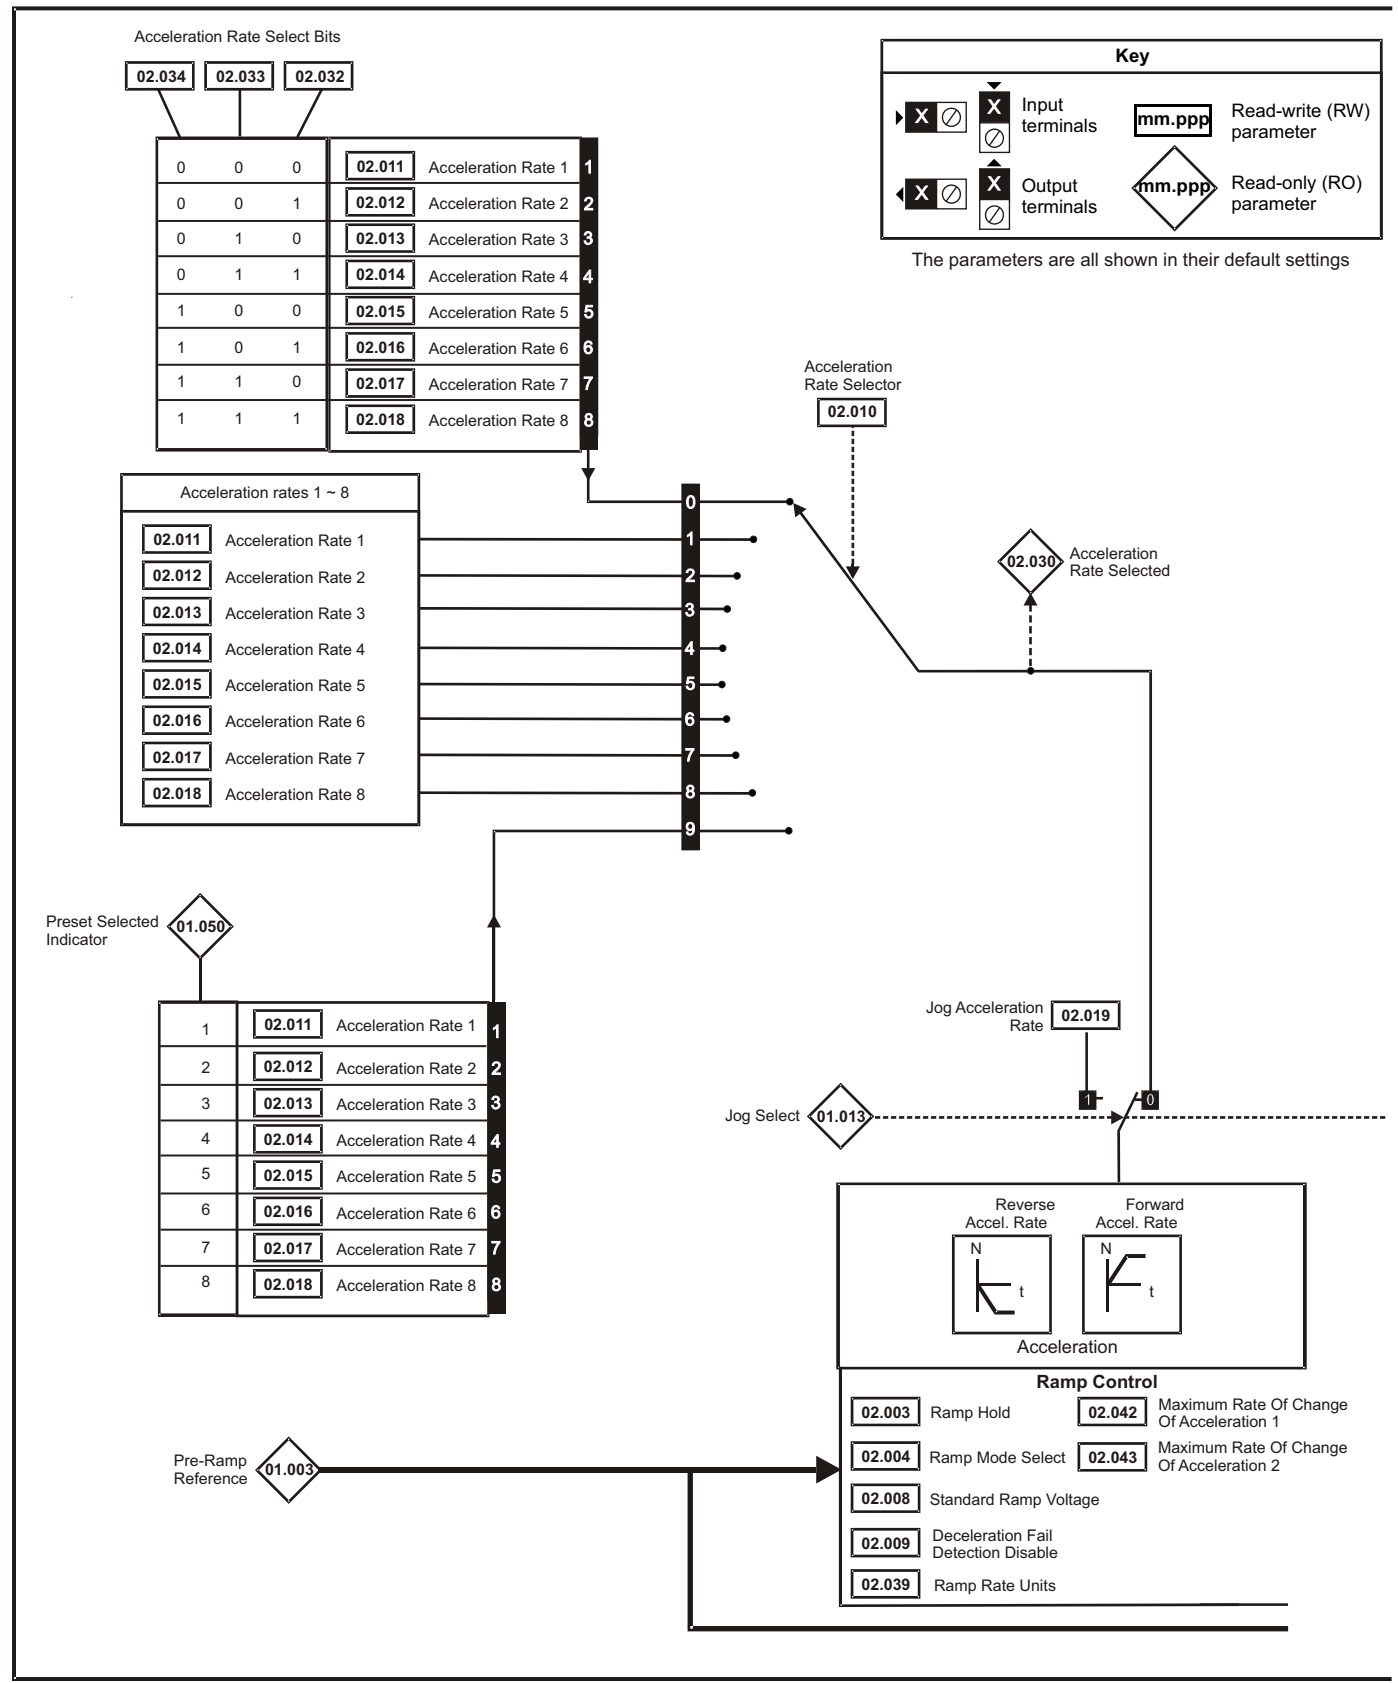 Acceleration Rate Select Bits
02.034 02.033 02.032
0 0 0 02.011 Acceleration Rate 1 1
0 0 1 02.012 Acceleration Rate 2 2
0 1 0 02.013 Acceleration Rate 3 3
0 1 1 02.014 Acceleration Rate 4 4
1 0 0 02.015 Acceleration Rate 5 5
1 0 1 02.016 Acceleration Rate 6 6
1 1 0 02.017 Acceleration Rate 7 7
1 1 1 02.018 Acceleration Rate 8 8
Key
X
X
Input
terminals
mm.ppp
Read-write (RW)
parameter
X
X
Output
terminals
mm.ppp
Read-only (RO)
parameter
The parameters are all shown in their default settings
Acceleration
Rate Selector
02.010
Acceleration rates 1 ~ 8
02.011 Acceleration Rate 1
02.012 Acceleration Rate 2
02.013 Acceleration Rate 3
02.014 Acceleration Rate 4
02.015 Acceleration Rate 5
02.016 Acceleration Rate 6
02.017 Acceleration Rate 7
02.018 Acceleration Rate 8
0
1
2
3
4
5
6
7
8
9
02.030
Acceleration
Rate Selected
Preset Selected
Indicator
01.050
1 02.011 Acceleration Rate 1 1
2 02.012 Acceleration Rate 2 2
3 02.013 Acceleration Rate 3 3
4 02.014 Acceleration Rate 4 4
5 02.015 Acceleration Rate 5 5
6 02.016 Acceleration Rate 6 6
7 02.017 Acceleration Rate 7 7
8 02.018 Acceleration Rate 8 8
Jog Acceleration
Rate
02.019
1 0
Jog Select 01.013
Reverse
Accel. Rate
Forward
Accel. Rate
N
t
N
t
Acceleration
Ramp Control
02.003 Ramp Hold
02.042 Maximum Rate Of Change
Of Acceleration 1
02.004 Ramp Mode Select
02.043 Maximum Rate Of Change
Of Acceleration 2
02.008 Standard Ramp Voltage
02.009 Deceleration Fail
Detection Disable
02.039 Ramp Rate Units
Pre-Ramp
Reference
01.003